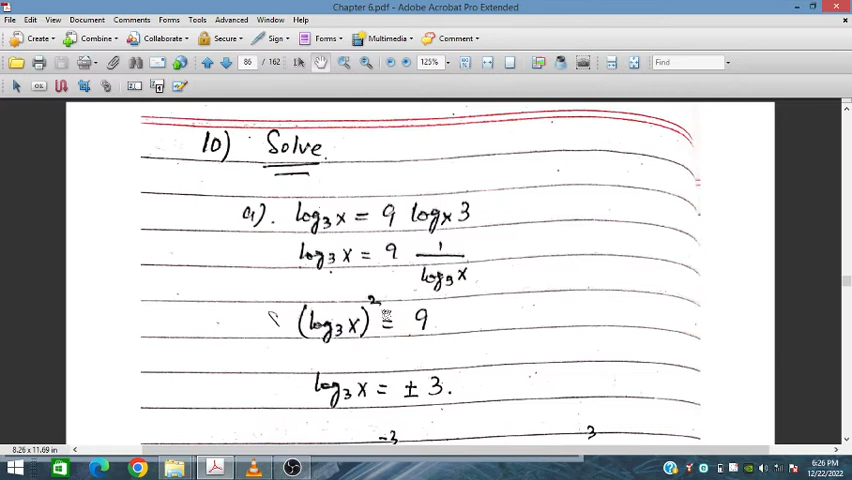 Chapter 6.pdf - Adobe Acrobat Pro Extended
File Edit View Document Comments Forms Tools Advanced Window Help
Create Combine Collaborate Secure Sign Forms Multimedia Comment
86 / 162 125% Find
10) Solve.
a). log₃ x = 9 logₓ 3
log₃ x = 9 1/log₃ x
(log₃ x)² = 9
log₃ x = ± 3.
-3 3
8.26 x 11.69 in
6:26 PM
12/22/2022